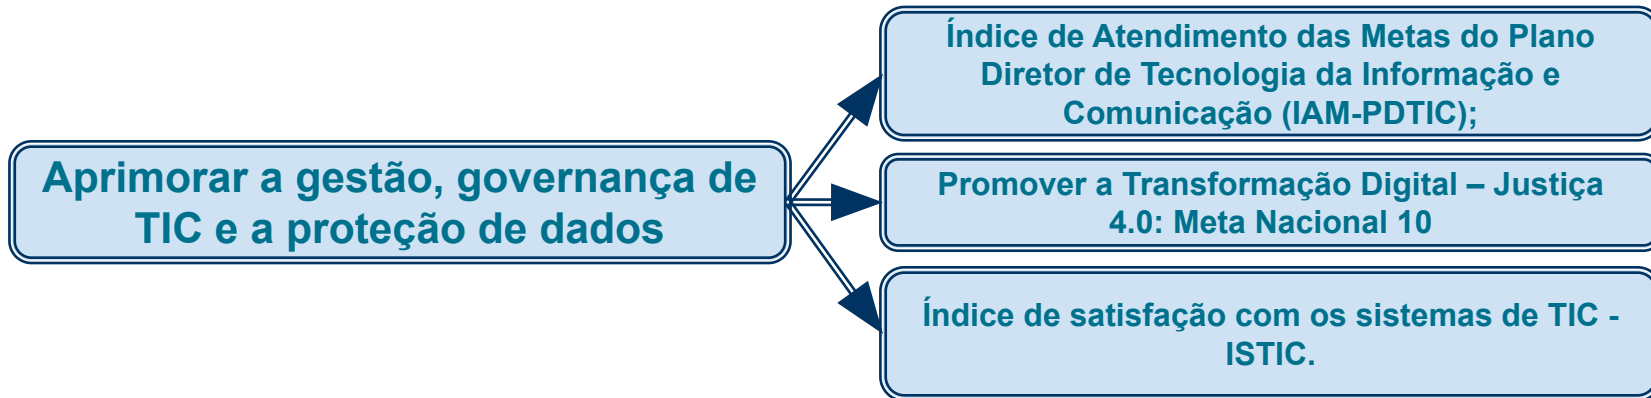 Aprimorar a gestão, governança de
TIC e a proteção de dados
Índice de Atendimento das Metas do Plano
Diretor de Tecnologia da Informação e
Comunicação (IAM-PDTIC);
Promover a Transformação Digital – Justiça
4.0: Meta Nacional 10
Índice de satisfação com os sistemas de TIC -
ISTIC.